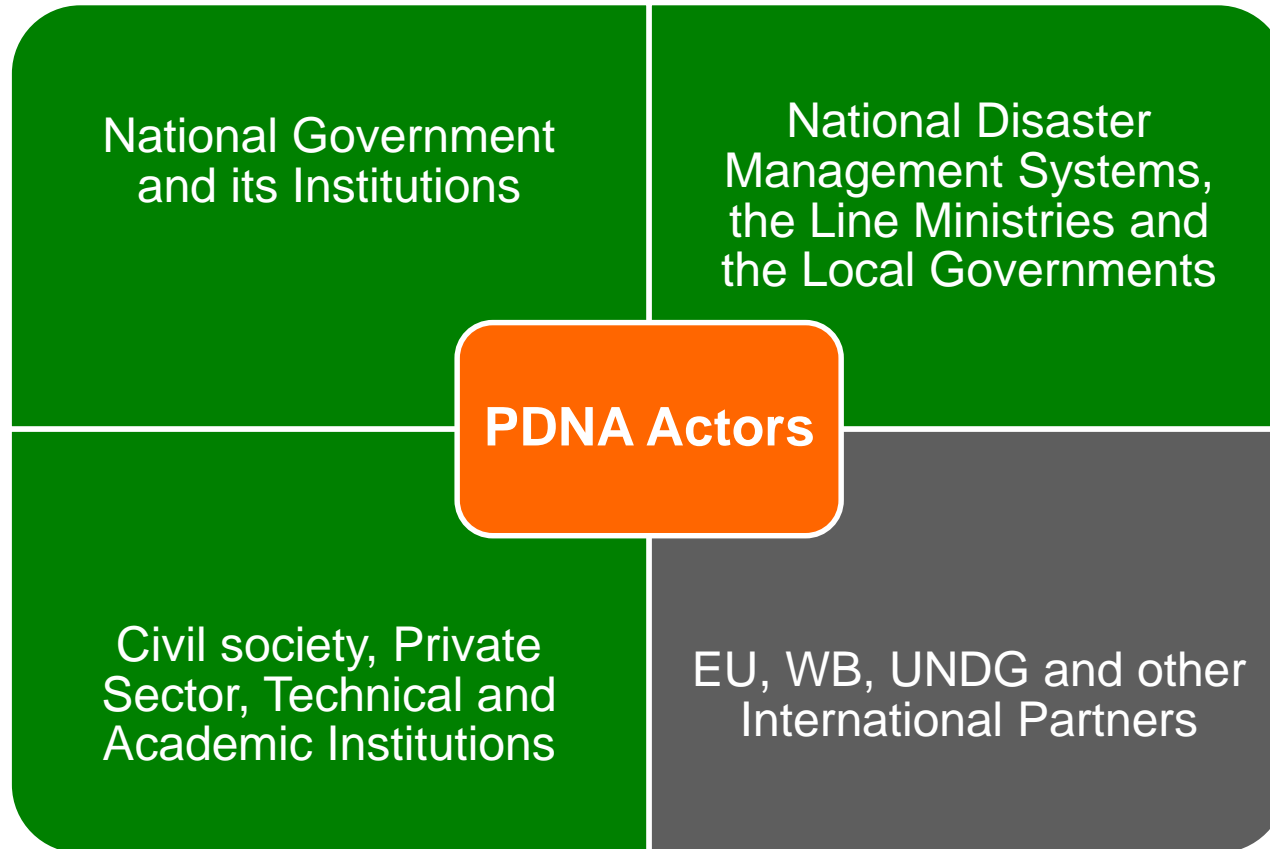 National Government
and its Institutions
National Disaster
Management Systems,
the Line Ministries and
the Local Governments
PDNA Actors
Civil society, Private
Sector, Technical and
Academic Institutions
EU, WB, UNDG and other
International Partners